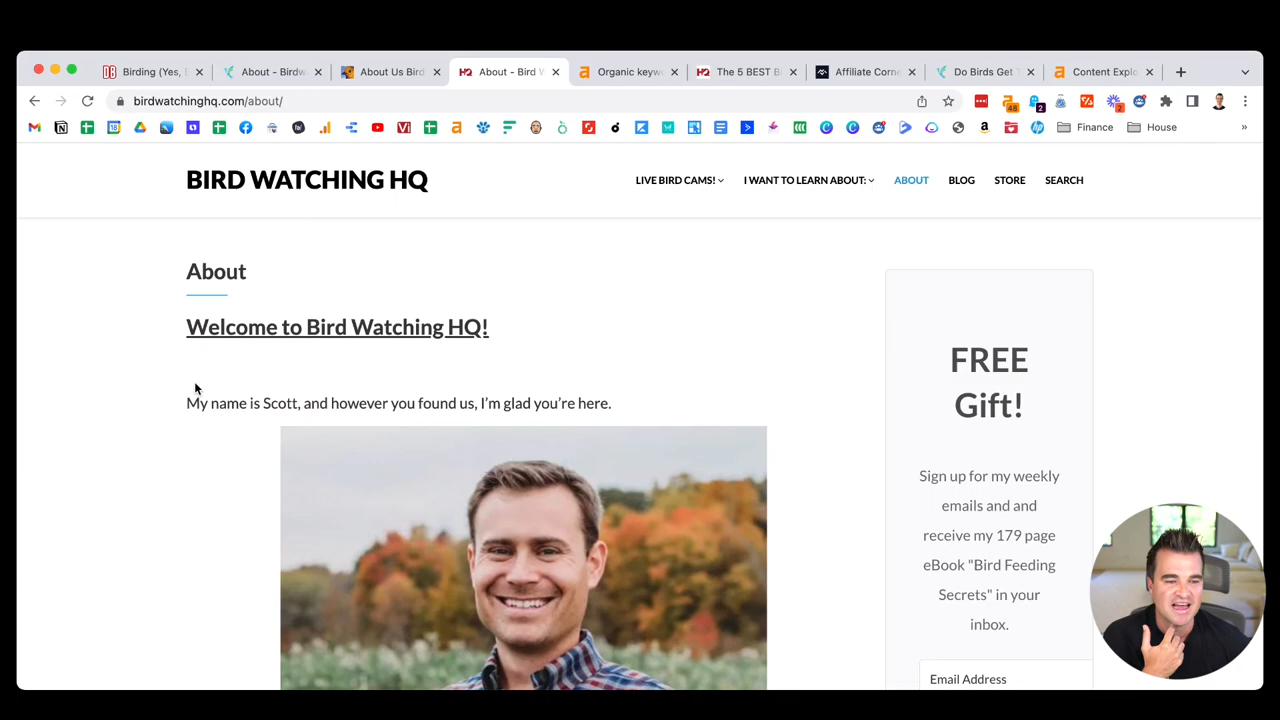 Birding (Yes,
About - Birdw
About Us Bird
HQ About - Bird W
Organic keyw
HQ The 5 BEST B
Affiliate Corne
Do Birds Get T
Content Explo
birdwatchinghq.com/about/
Finance
House
»
BIRD WATCHING HQ
LIVE BIRD CAMS!
I WANT TO LEARN ABOUT:
ABOUT
BLOG
STORE
SEARCH
About
Welcome to Bird Watching HQ!
My name is Scott, and however you found us, I'm glad you're here.
FREE
Gift!
Sign up for my weekly
emails and and
receive my 179 page
eBook "Bird Feeding
Secrets" in your
inbox.
Email Address